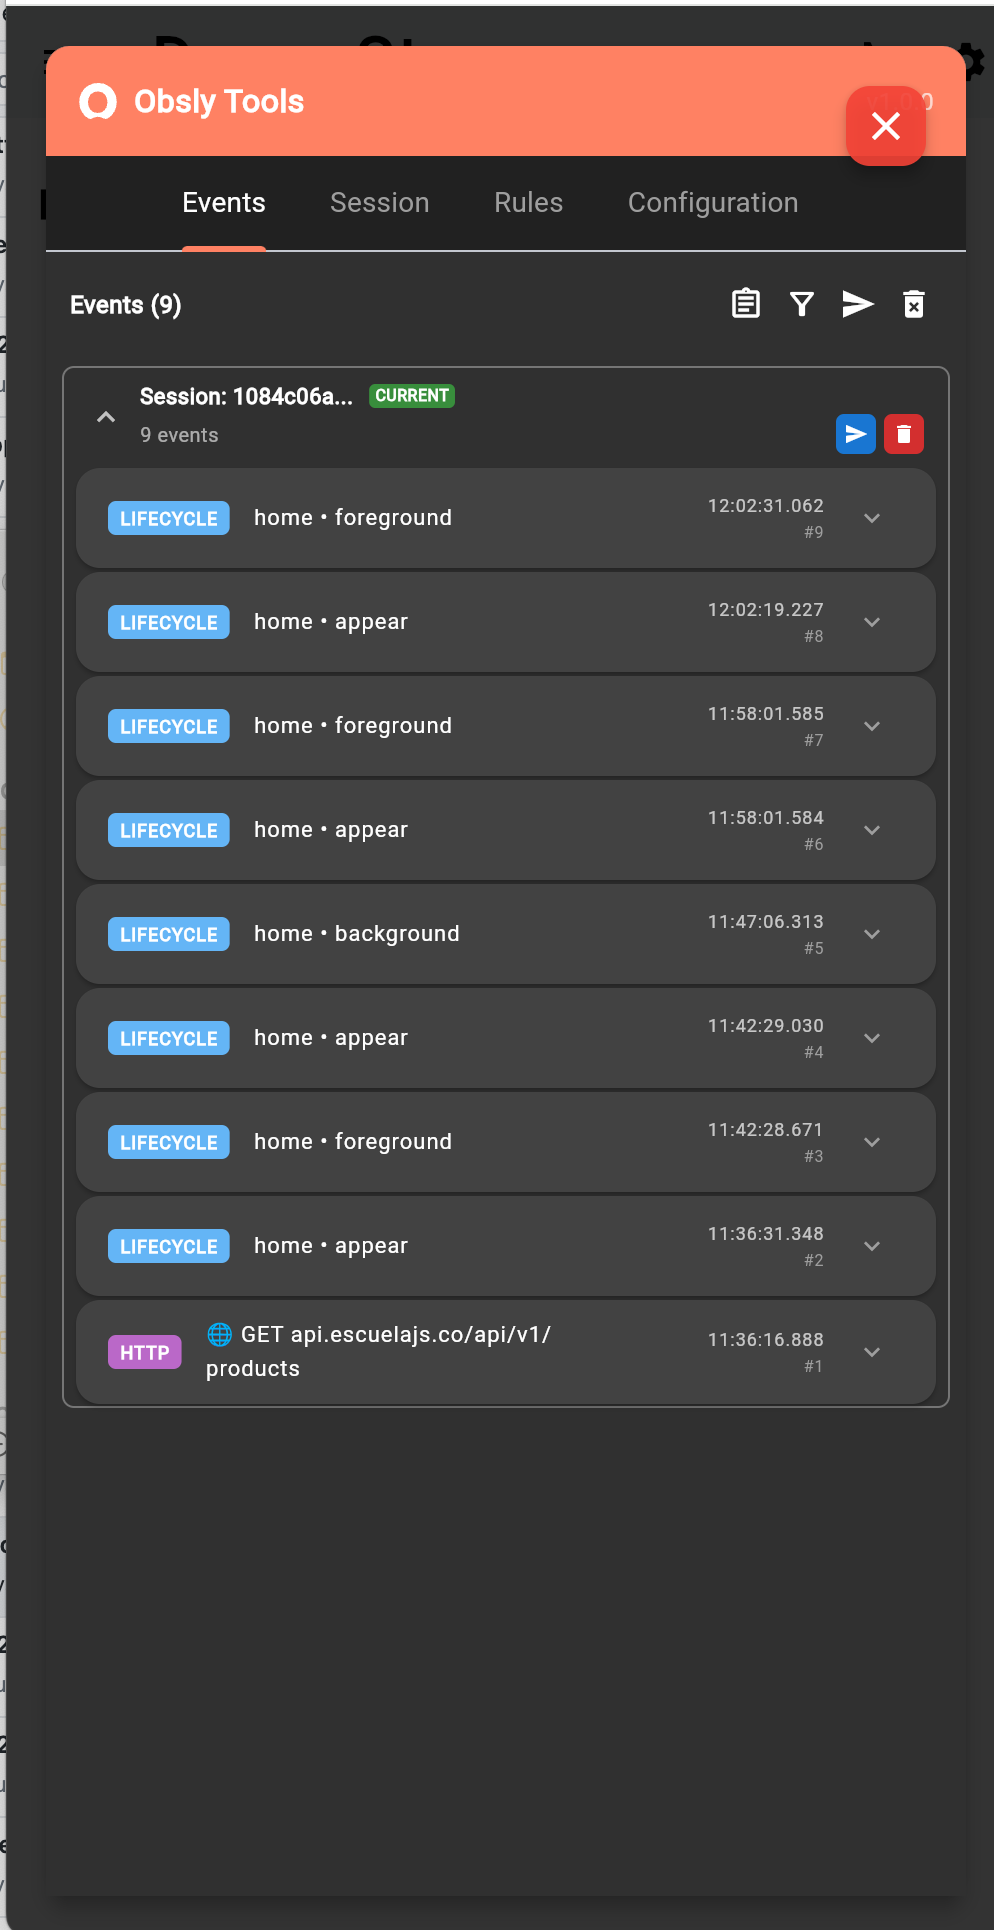 Obsly Tools
v1.0.0
Events Session Rules Configuration
Events (9)
Session: 1084c06a... CURRENT
9 events
LIFECYCLE home • foreground 12:02:31.062
#9
LIFECYCLE home • appear 12:02:19.227
#8
LIFECYCLE home • foreground 11:58:01.585
#7
LIFECYCLE home • appear 11:58:01.584
#6
LIFECYCLE home • background 11:47:06.313
#5
LIFECYCLE home • appear 11:42:29.030
#4
LIFECYCLE home • foreground 11:42:28.671
#3
LIFECYCLE home • appear 11:36:31.348
#2
HTTP 🌐 GET api.escuelajs.co/api/v1/ 11:36:16.888
products #1